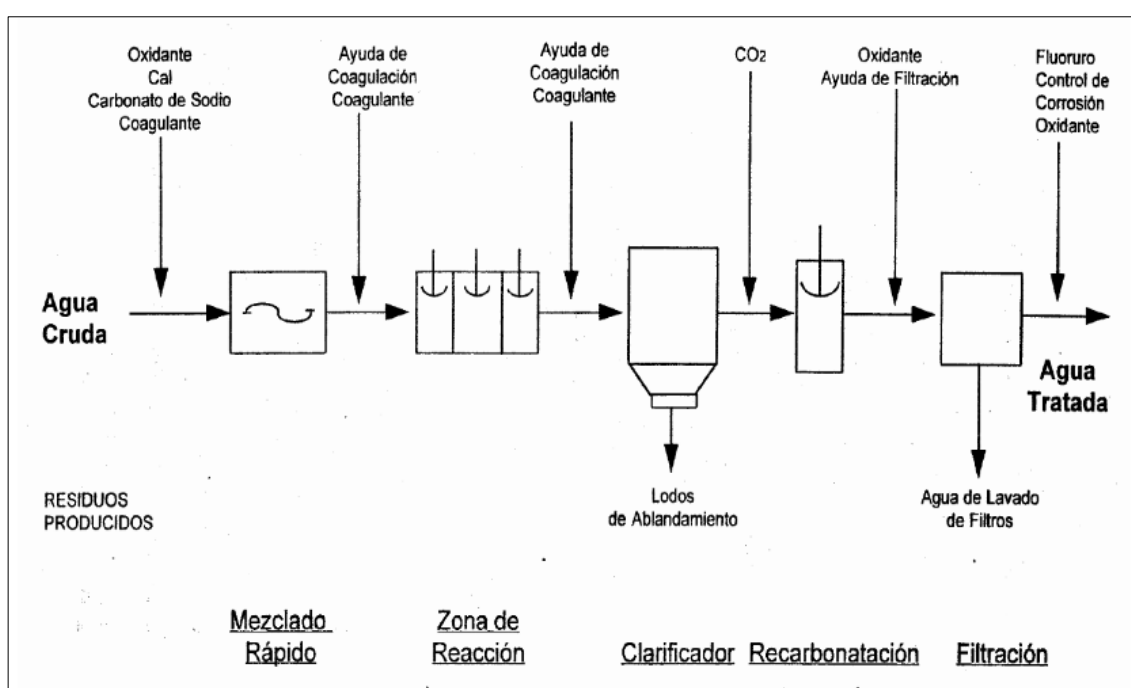 Oxidante
Cal
Carbonato de Sodio
Coagulante
Ayuda de
Coagulación
Coagulante
Ayuda de
Coagulación
Coagulante
CO2
Oxidante
Ayuda de Filtración
Fluoruro
Control de
Corrosión
Oxidante
Agua
Cruda
Agua
Tratada
RESIDUOS
PRODUCIDOS
Lodos
de Ablandamiento
Agua de Lavado
de Filtros
Mezclado
Rápido
Zona de
Reacción
Clarificador
Recarbonatación
Filtración